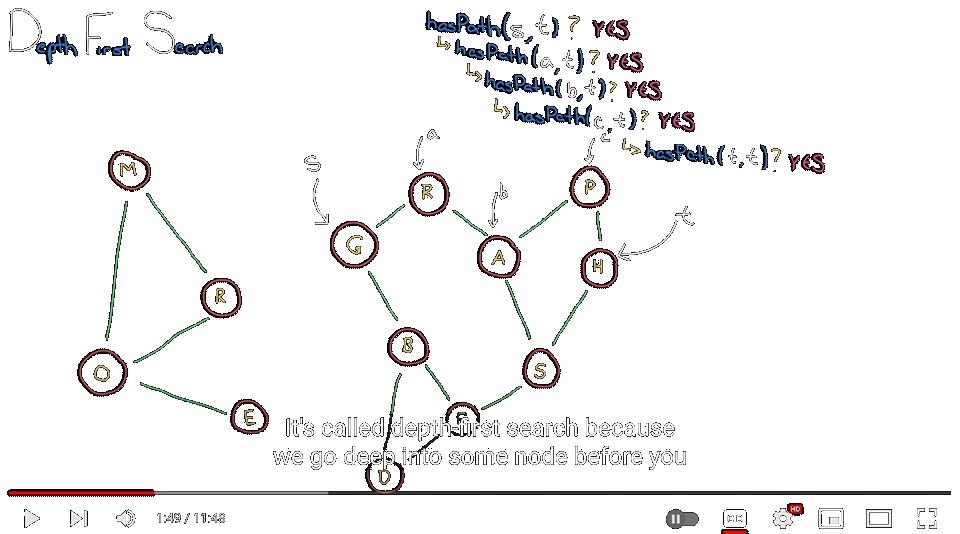 Depth First Search
hasPath(s, t)? YES
↳ hasPath(a, t)? YES
↳ hasPath(b, t)? YES
↳ hasPath(c, t)? YES
↳ hasPath(t, t)? YES
a
c
s
b
t
M
R
P
G
A
H
R
B
S
O
E
D
It's called depth-first search because
we go deep into some node before you
1:49 / 11:48
CC
HD